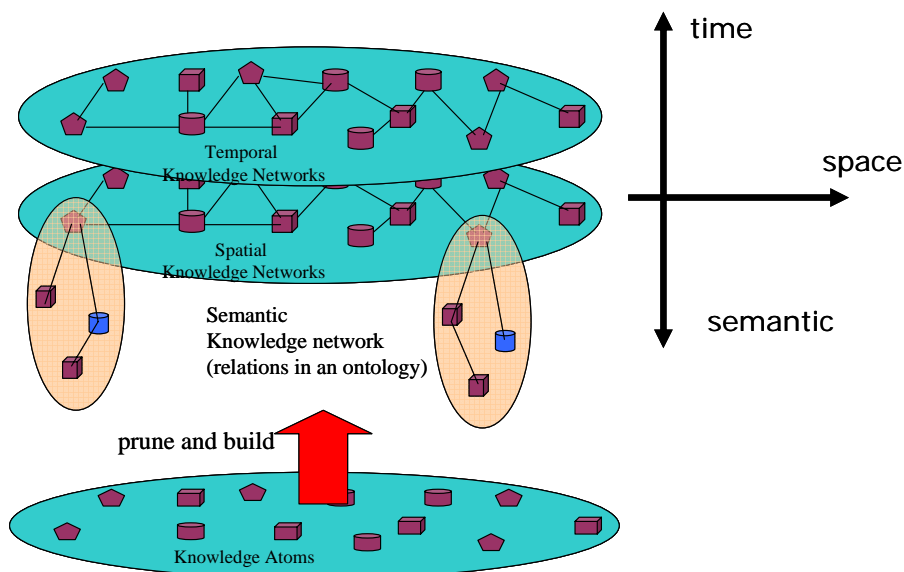 time
Temporal
Knowledge Networks
space
Spatial
Knowledge Networks
Semantic
Knowledge network
(relations in an ontology)
semantic
prune and build
Knowledge Atoms